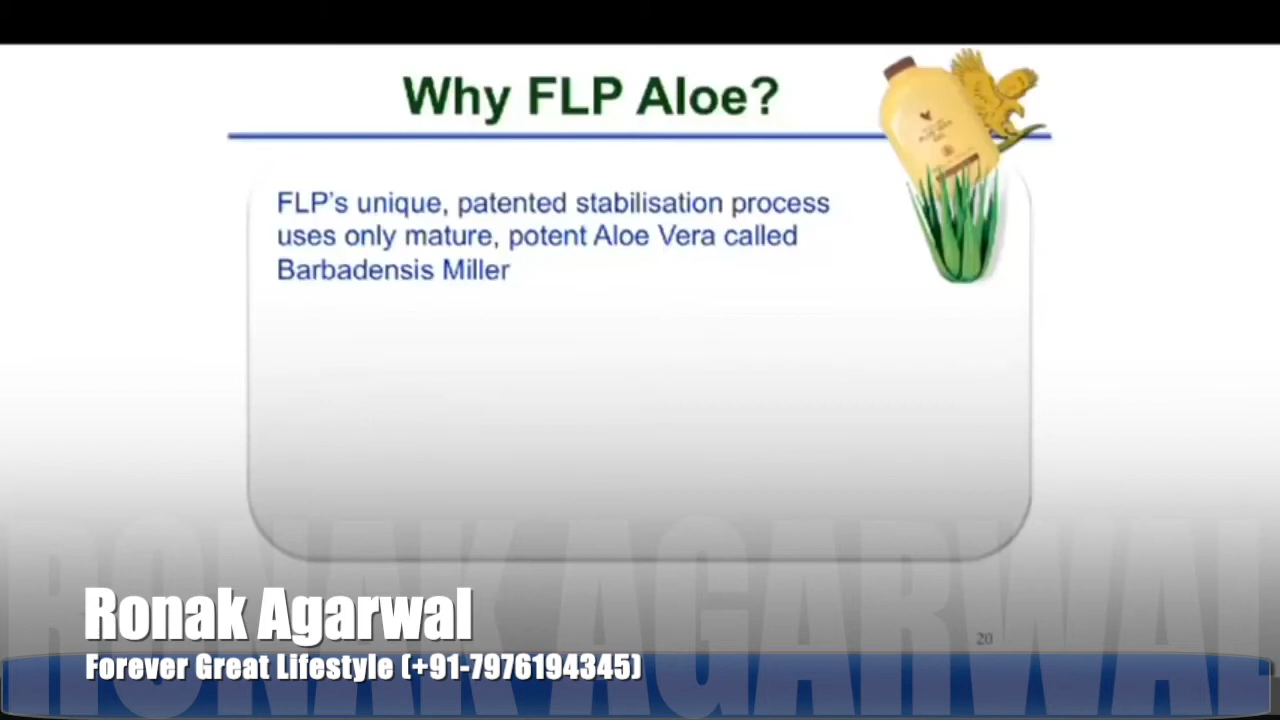 Why FLP Aloe?
FLP's unique, patented stabilisation process
uses only mature, potent Aloe Vera called
Barbadensis Miller
20
RONAK AGARWAL
Ronak Agarwal
Forever Great Lifestyle (+91-7976194345)